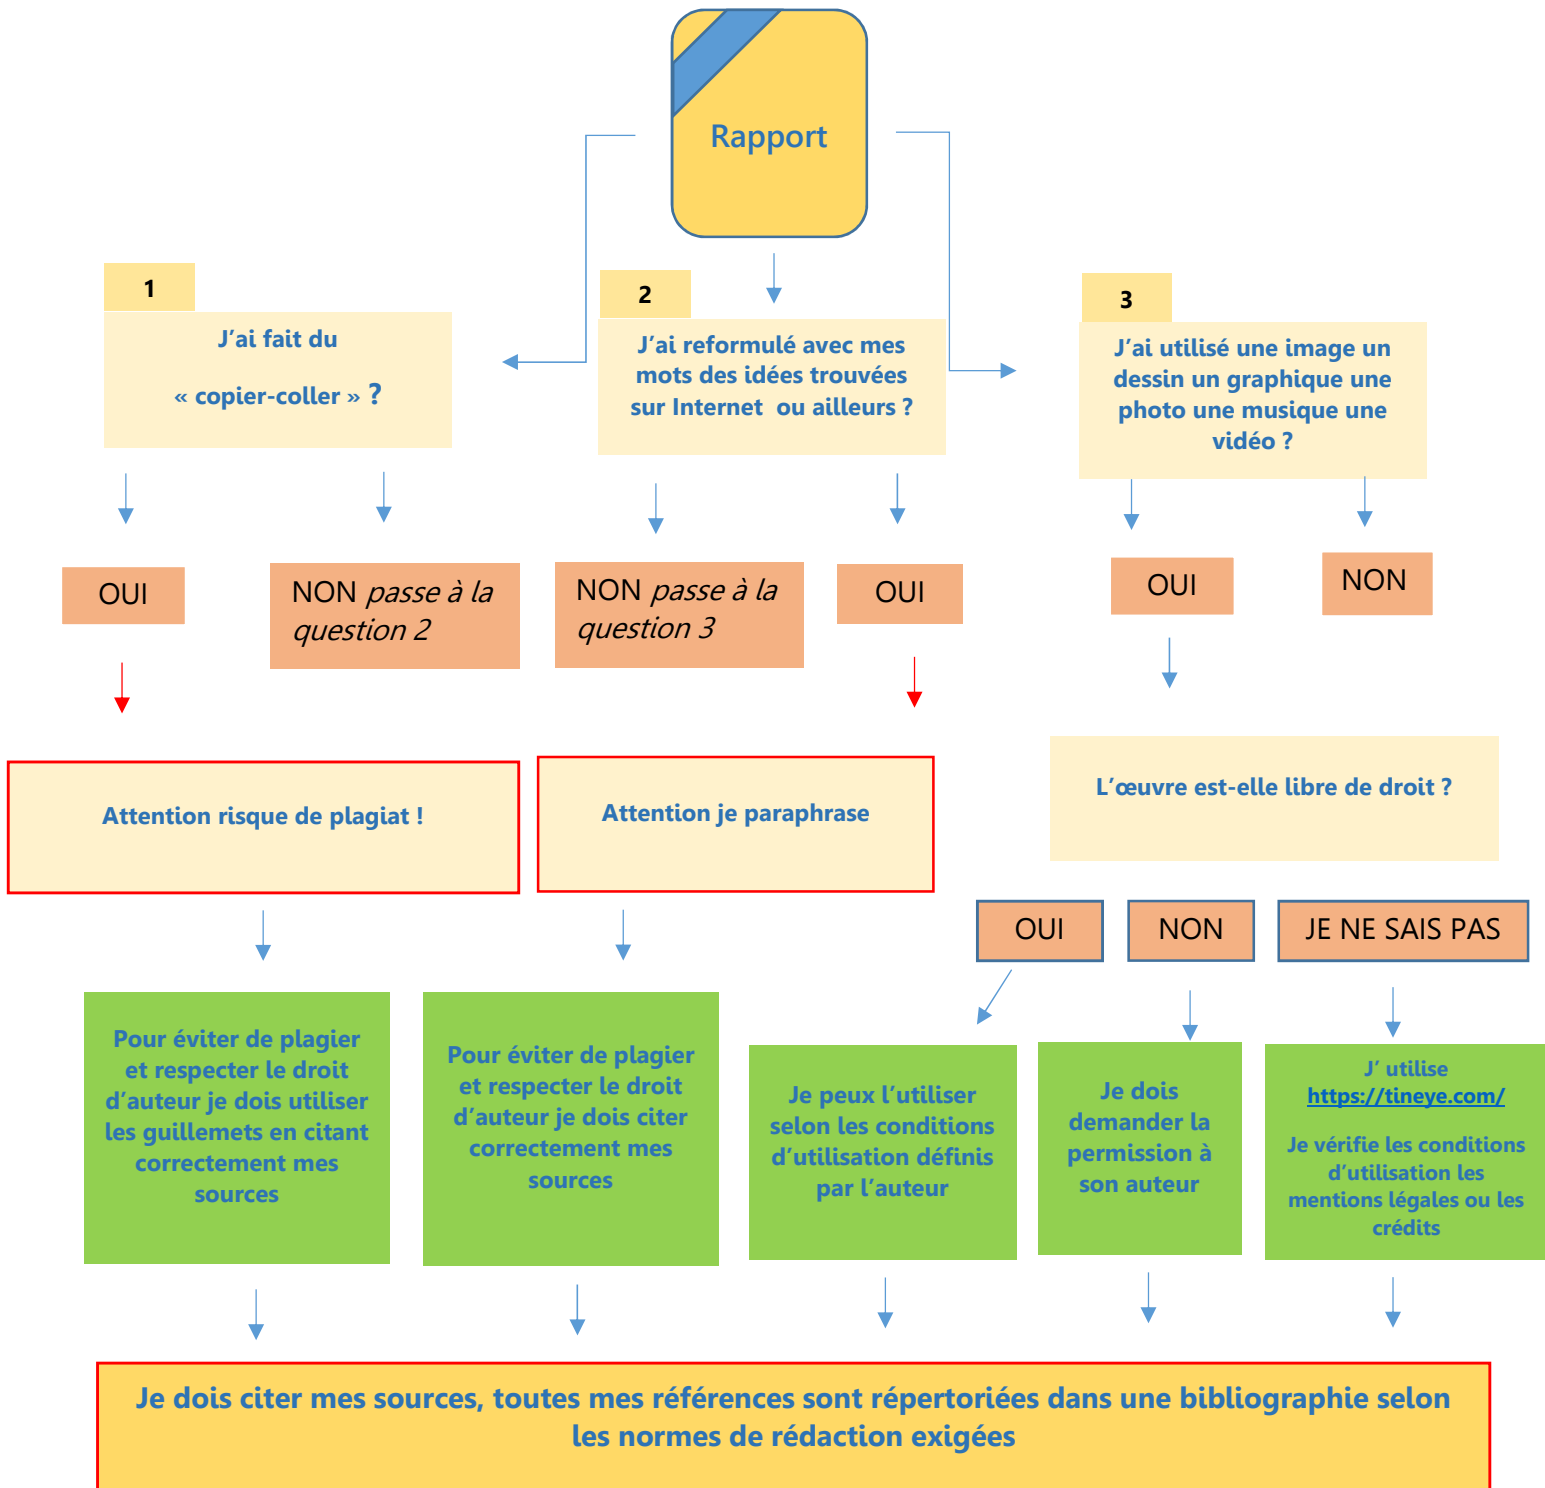 Rapport
1
J’ai fait du
« copier-coller » ?
2
J’ai reformulé avec mes
mots des idées trouvées
sur Internet  ou ailleurs ?
3
J’ai utilisé une image un
dessin un graphique une
photo une musique une
vidéo ?
OUI
NON passe à la
question 2
NON passe à la
question 3
OUI
OUI
NON
Attention risque de plagiat !
Attention je paraphrase
L’œuvre est-elle libre de droit ?
OUI
NON
JE NE SAIS PAS
Pour éviter de plagier
et respecter le droit
d’auteur je dois utiliser
les guillemets en citant
correctement mes
sources
Pour éviter de plagier
et respecter le droit
d’auteur je dois citer
correctement mes
sources
Je peux l’utiliser
selon les conditions
d’utilisation définis
par l’auteur
Je dois
demander la
permission à
son auteur
J’ utilise
https://tineye.com/
Je vérifie les conditions
d’utilisation les
mentions légales ou les
crédits
Je dois citer mes sources, toutes mes références sont répertoriées dans une bibliographie selon
les normes de rédaction exigées